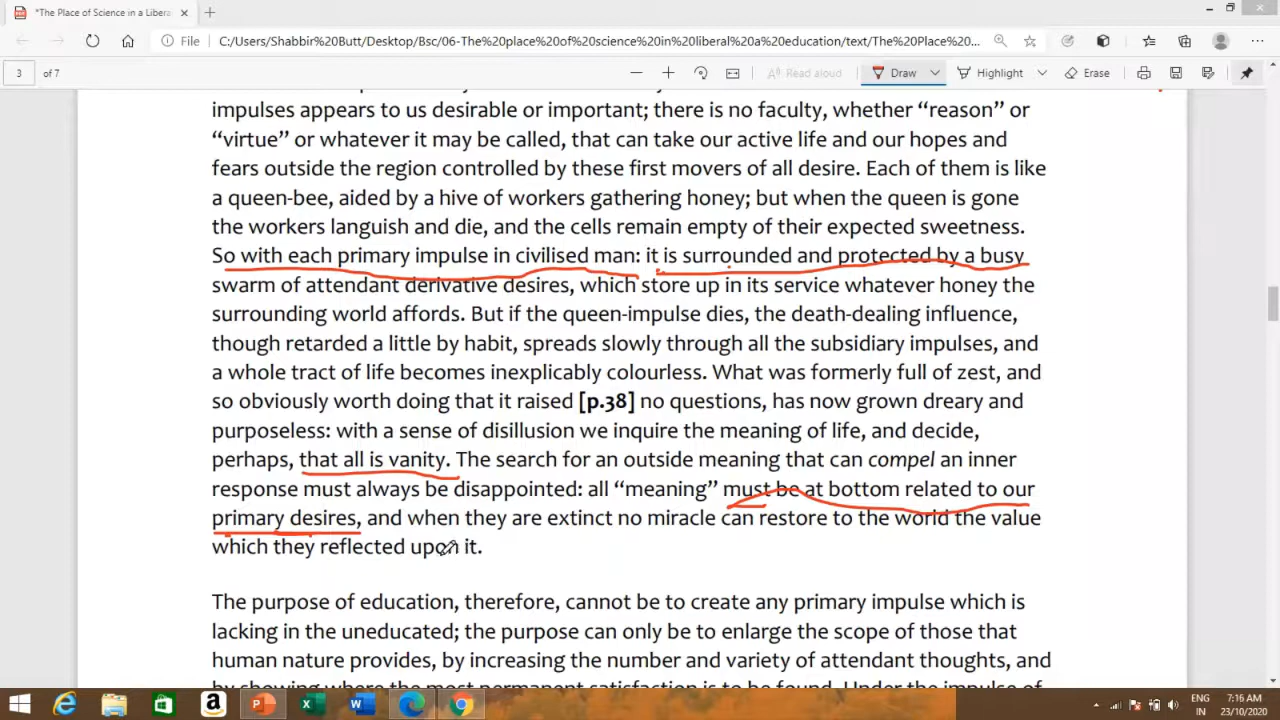 "The Place of Science in a Libera
File
C:/Users/Shabbir%20Butt/Desktop/Bsc/06-The%20place%20of%20science%20in%20liberal%20a%20education/text/The%20Place%20...
3 of 7
Read aloud
Draw
Highlight
Erase
impulses appears to us desirable or important; there is no faculty, whether “reason” or
“virtue” or whatever it may be called, that can take our active life and our hopes and
fears outside the region controlled by these first movers of all desire. Each of them is like
a queen-bee, aided by a hive of workers gathering honey; but when the queen is gone
the workers languish and die, and the cells remain empty of their expected sweetness.
So with each primary impulse in civilised man: it is surrounded and protected by a busy
swarm of attendant derivative desires, which store up in its service whatever honey the
surrounding world affords. But if the queen-impulse dies, the death-dealing influence,
though retarded a little by habit, spreads slowly through all the subsidiary impulses, and
a whole tract of life becomes inexplicably colourless. What was formerly full of zest, and
so obviously worth doing that it raised [p.38] no questions, has now grown dreary and
purposeless: with a sense of disillusion we inquire the meaning of life, and decide,
perhaps, that all is vanity. The search for an outside meaning that can compel an inner
response must always be disappointed: all “meaning” must be at bottom related to our
primary desires, and when they are extinct no miracle can restore to the world the value
which they reflected upon it.
The purpose of education, therefore, cannot be to create any primary impulse which is
lacking in the uneducated; the purpose can only be to enlarge the scope of those that
human nature provides, by increasing the number and variety of attendant thoughts, and
by showing where the most permanent satisfaction is to be found. Under the impulse of
ENG
7:16 AM
IN
23/10/2020